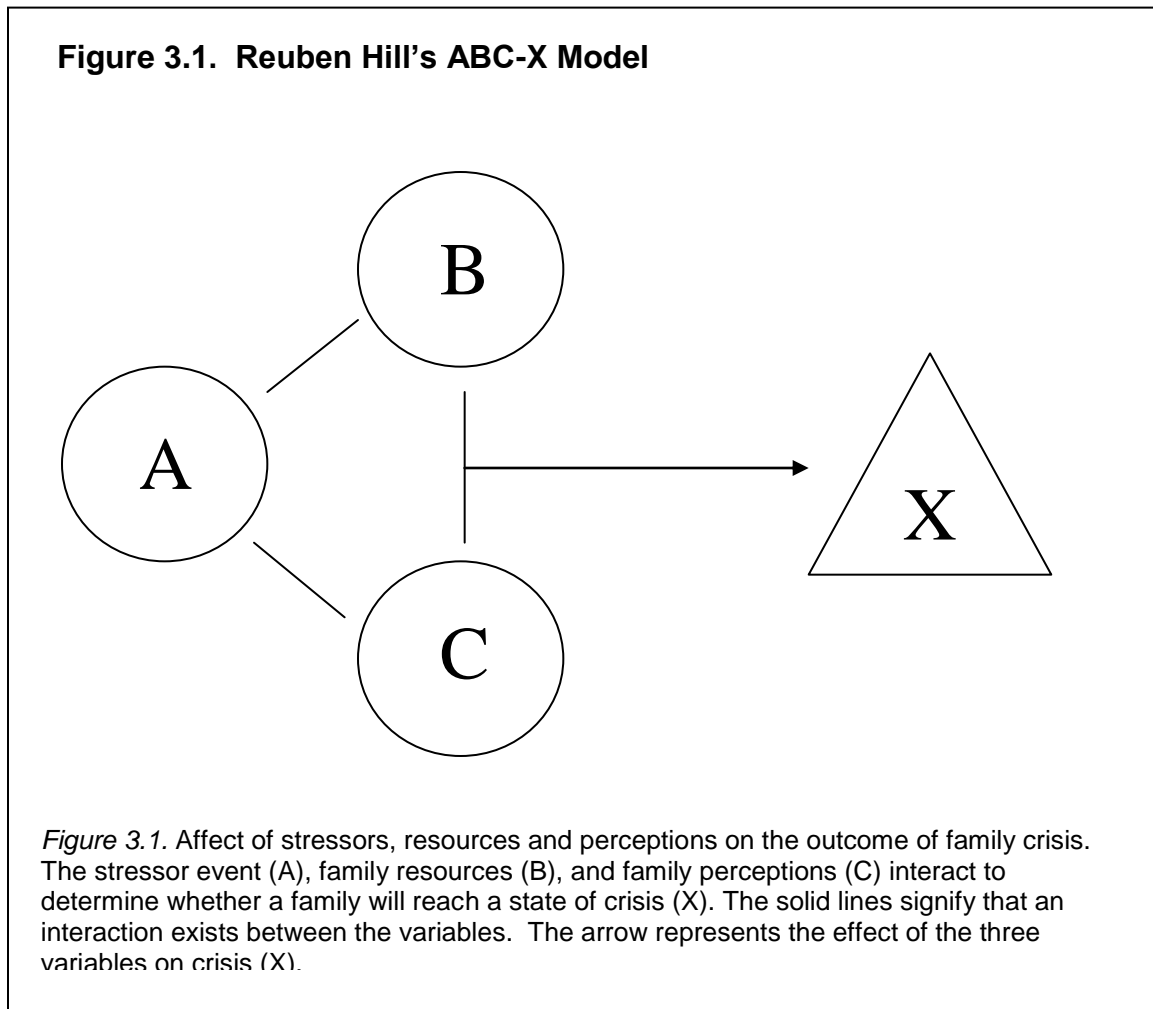 Figure 3.1. Reuben Hill’s ABC-X Model
B
A
X
C
Figure 3.1. Affect of stressors, resources and perceptions on the outcome of family crisis.
The stressor event (A), family resources (B), and family perceptions (C) interact to
determine whether a family will reach a state of crisis (X). The solid lines signify that an
interaction exists between the variables. The arrow represents the effect of the three
variables on crisis (X).